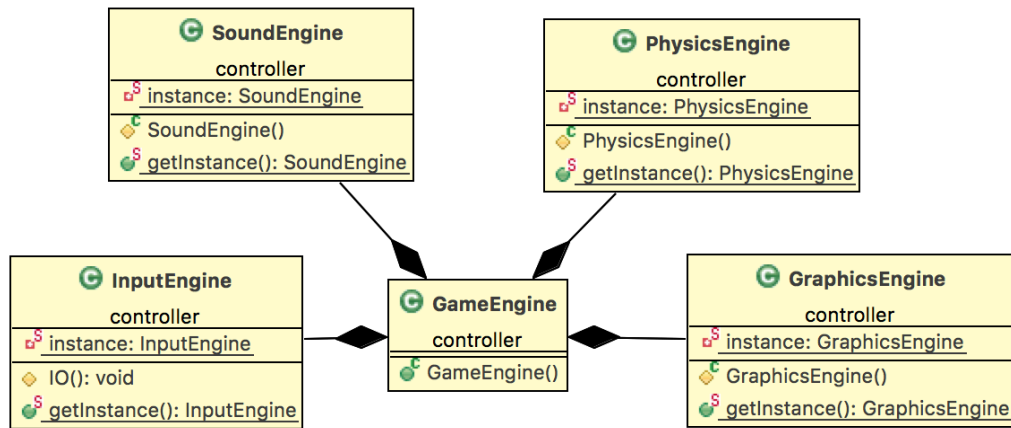 C SoundEngine
controller
S instance: SoundEngine
C SoundEngine()
S getInstance(): SoundEngine
C PhysicsEngine
controller
S instance: PhysicsEngine
C PhysicsEngine()
S getInstance(): PhysicsEngine
C InputEngine
controller
S instance: InputEngine
IO(): void
S getInstance(): InputEngine
C GameEngine
controller
C GameEngine()
C GraphicsEngine
controller
S instance: GraphicsEngine
C GraphicsEngine()
S getInstance(): GraphicsEngine